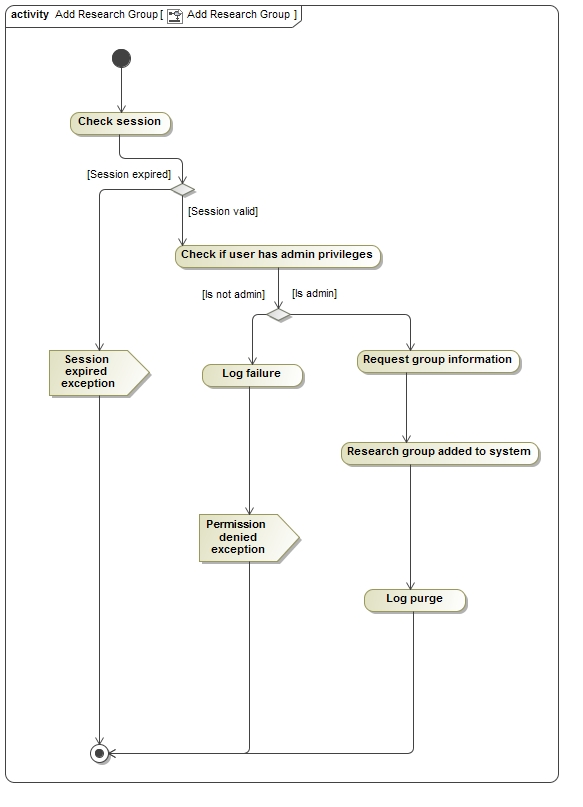 activity Add Research Group [ Add Research Group ]
Check session
[Session expired]
[Session valid]
Check if user has admin privileges
[Is not admin]
[Is admin]
Session
expired
exception
Log failure
Request group information
Research group added to system
Permission
denied
exception
Log purge